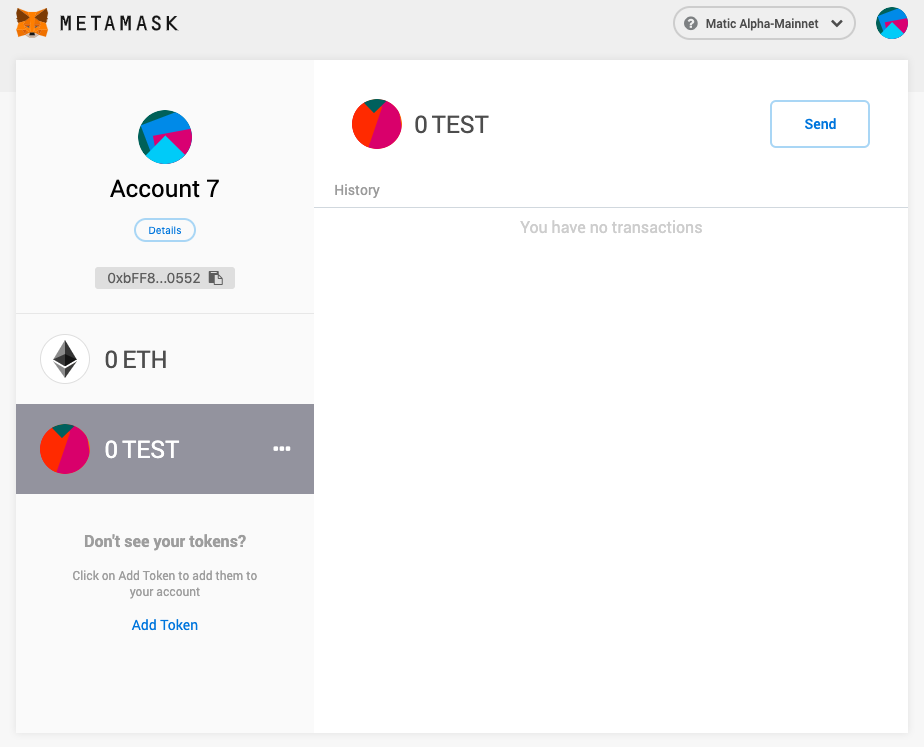 METAMASK
Matic Alpha-Mainnet
Account 7
Details
0xbFF8...0552
0 ETH
0 TEST
Don't see your tokens?
Click on Add Token to add them to
your account
Add Token
0 TEST
Send
History
You have no transactions